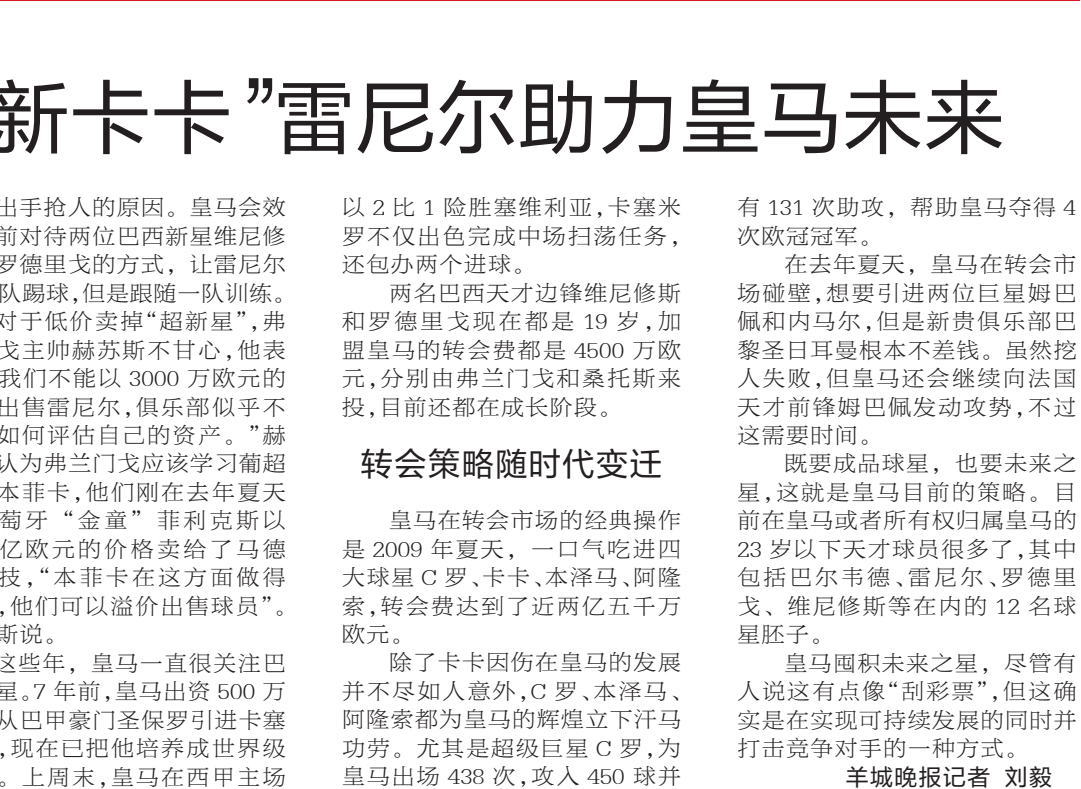 新卡卡”雷尼尔助力皇马未来
出手抢人的原因。皇马会效
前对待两位巴西新星维尼修
罗德里戈的方式，让雷尼尔
队踢球，但是跟随一队训练。
对于低价卖掉“超新星”，弗
戈主帅赫苏斯不甘心，他表
我们不能以 3000 万欧元的
出售雷尼尔，俱乐部似乎不
如何评估自己的资产。”赫
认为弗兰门戈应该学习葡超
本菲卡，他们刚在去年夏天
萄牙“金童”菲利克斯以
亿欧元的价格卖给了马德
技，“本菲卡在这方面做得
，他们可以溢价出售球员”。
斯说。
这些年，皇马一直很关注巴
星。7 年前，皇马出资 500 万
从巴甲豪门圣保罗引进卡塞
，现在已把他培养成世界级
。上周末，皇马在西甲主场
以 2 比 1 险胜塞维利亚，卡塞米
罗不仅出色完成中场扫荡任务，
还包办两个进球。
两名巴西天才边锋维尼修斯
和罗德里戈现在都是 19 岁，加
盟皇马的转会费都是 4500 万欧
元，分别由弗兰门戈和桑托斯来
投，目前还都在成长阶段。
转会策略随时代变迁
皇马在转会市场的经典操作
是 2009 年夏天，一口气吃进四
大球星 C 罗、卡卡、本泽马、阿隆
索，转会费达到了近两亿五千万
欧元。
除了卡卡因伤在皇马的发展
并不尽如人意外，C 罗、本泽马、
阿隆索都为皇马的辉煌立下汗马
功劳。尤其是超级巨星 C 罗，为
皇马出场 438 次，攻入 450 球并
有 131 次助攻，帮助皇马夺得 4
次欧冠冠军。
在去年夏天，皇马在转会市
场碰壁，想要引进两位巨星姆巴
佩和内马尔，但是新贵俱乐部巴
黎圣日耳曼根本不差钱。虽然挖
人失败，但皇马还会继续向法国
天才前锋姆巴佩发动攻势，不过
这需要时间。
既要成品球星，也要未来之
星，这就是皇马目前的策略。目
前在皇马或者所有权归属皇马的
23 岁以下天才球员很多了，其中
包括巴尔韦德、雷尼尔、罗德里
戈、维尼修斯等在内的 12 名球
星胚子。
皇马囤积未来之星，尽管有
人说这有点像“刮彩票”，但这确
实是在实现可持续发展的同时并
打击竞争对手的一种方式。
羊城晚报记者 刘毅